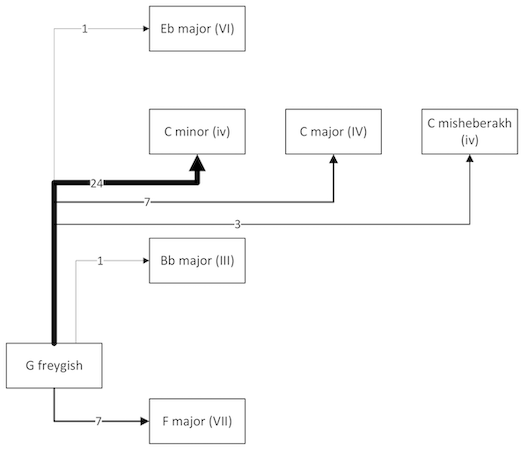 1
Eb major (VI)
C minor (iv)
C major (IV)
C misheberakh
(iv)
24
7
3
1
Bb major (III)
G freygish
7
F major (VII)